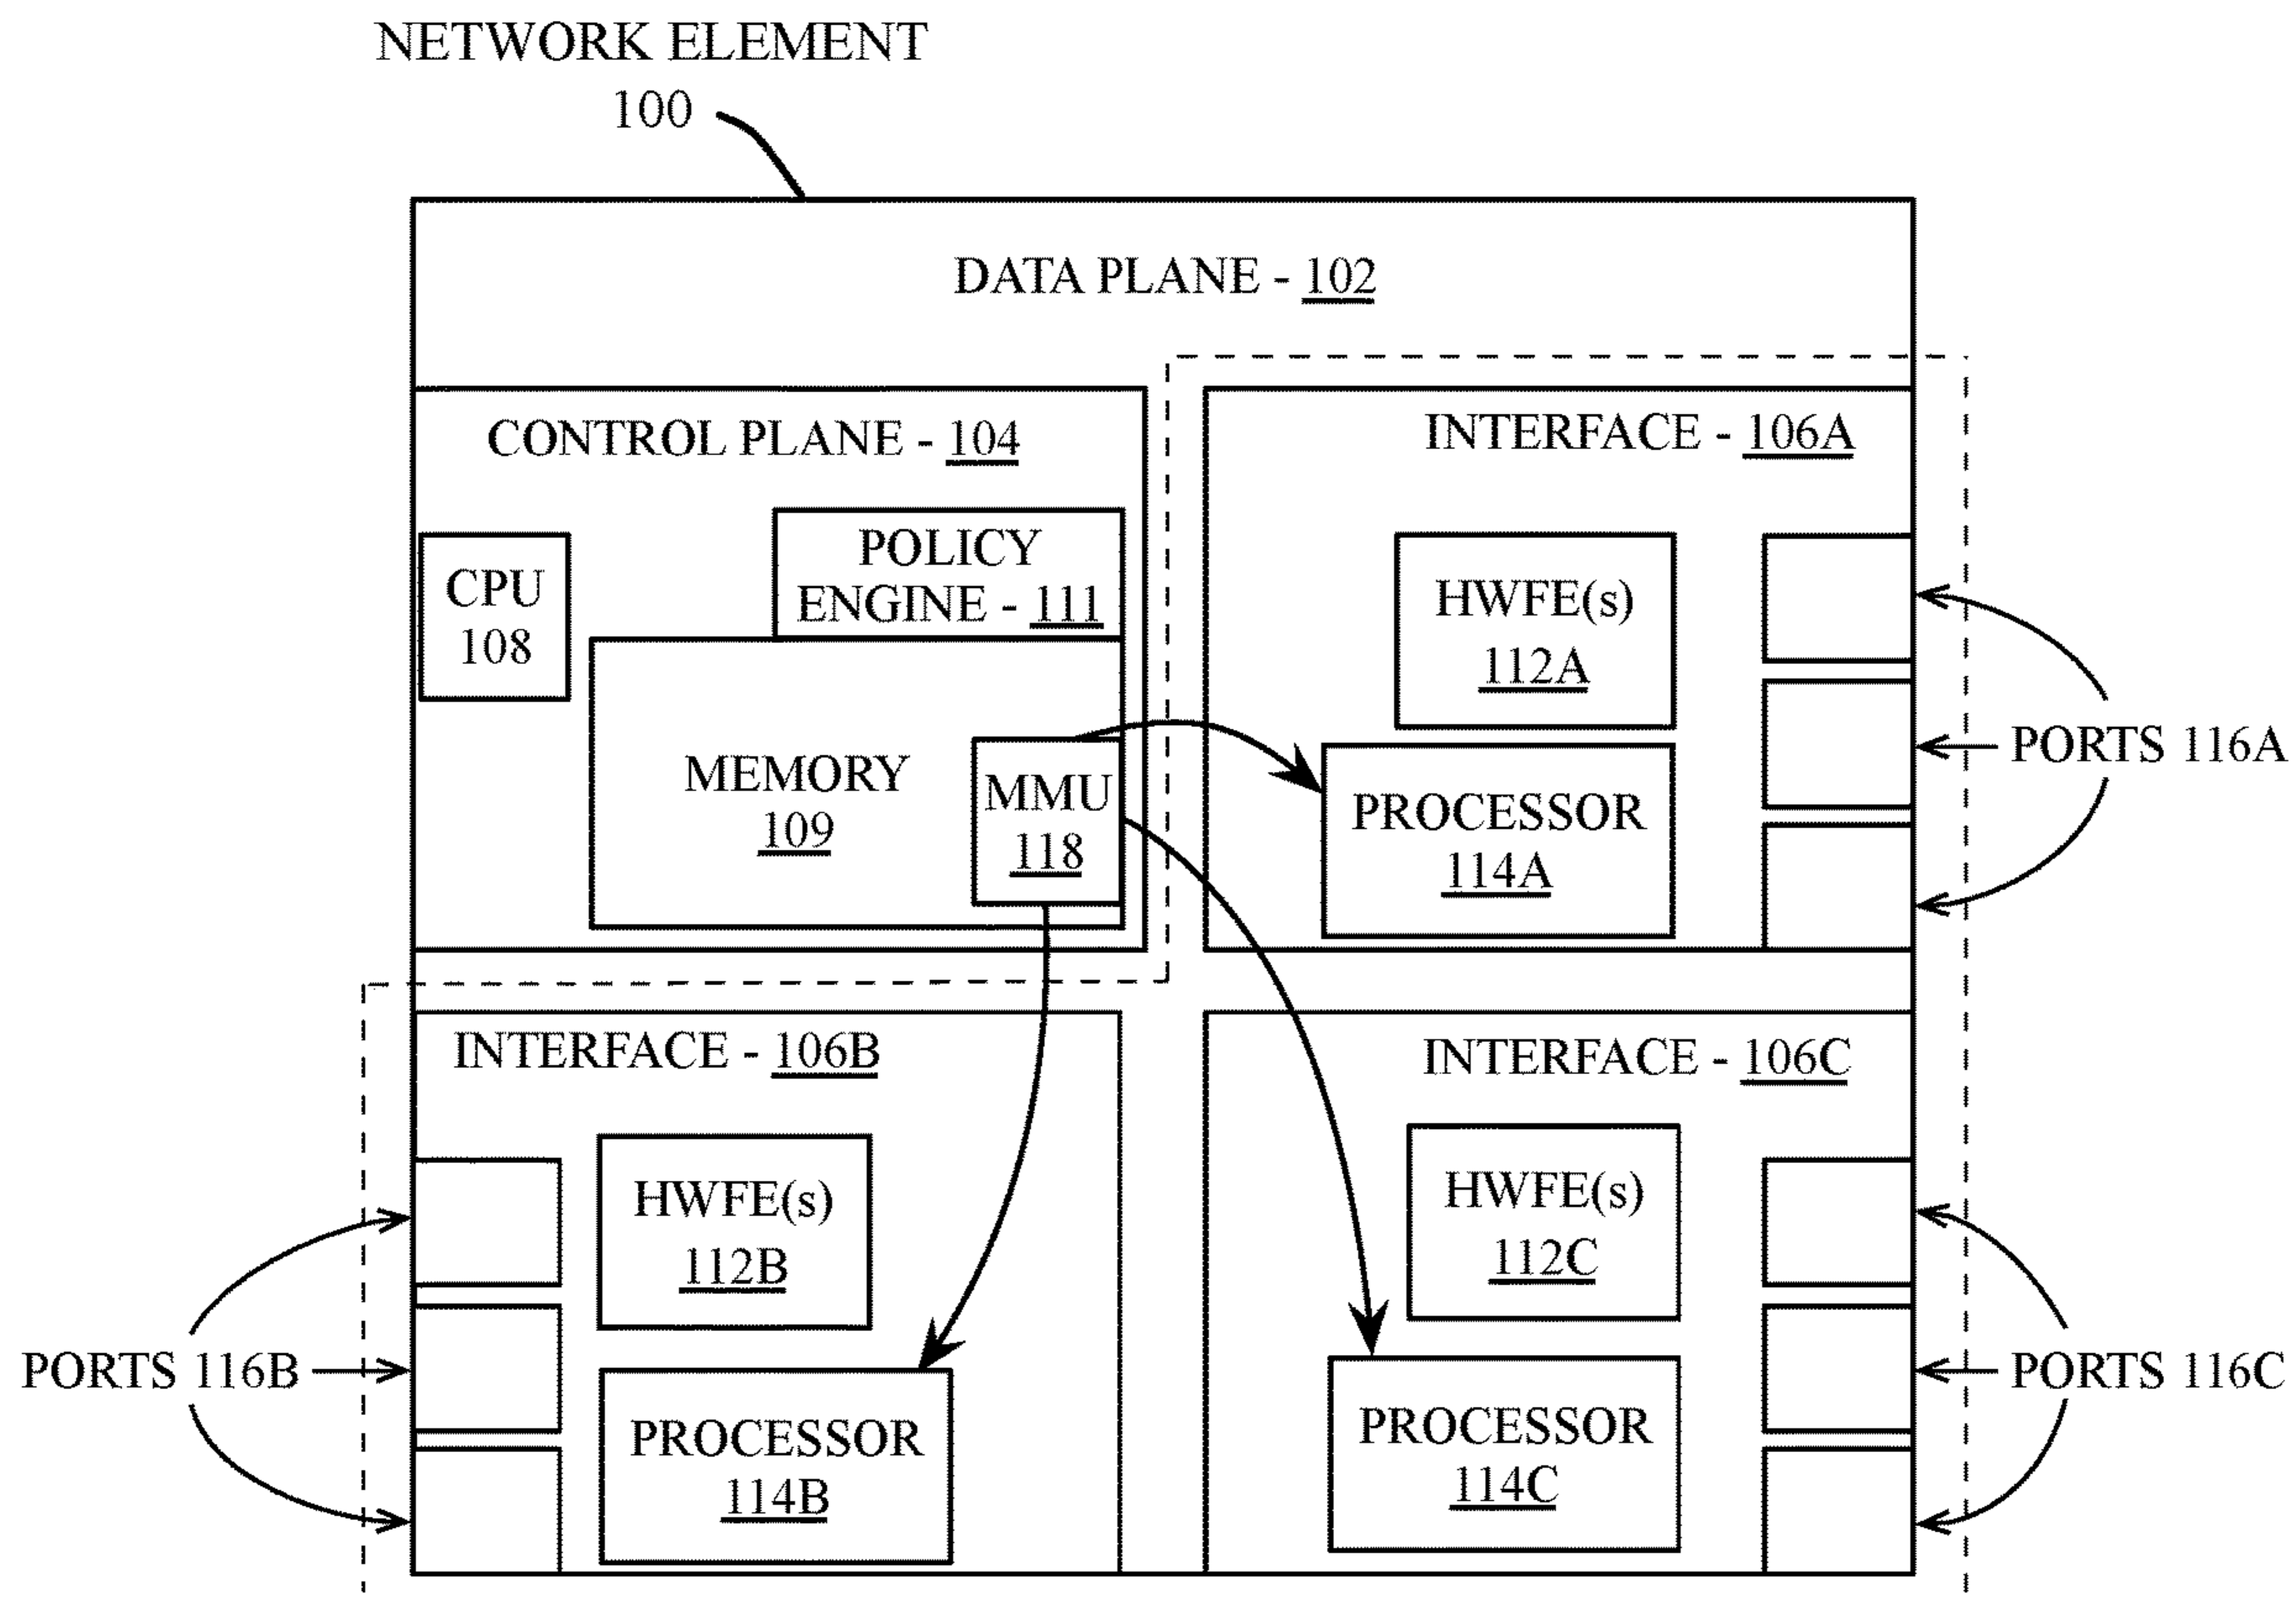 NETWORK ELEMENT
100
DATA PLANE - 102
CONTROL PLANE - 104
POLICY
ENGINE - 111
CPU
108
MEMORY
109
MMU
118
INTERFACE - 106A
HWFE(s)
112A
PROCESSOR
114A
PORTS 116A
INTERFACE - 106B
HWFE(s)
112B
PROCESSOR
114B
PORTS 116B
INTERFACE - 106C
HWFE(s)
112C
PROCESSOR
114C
PORTS 116C